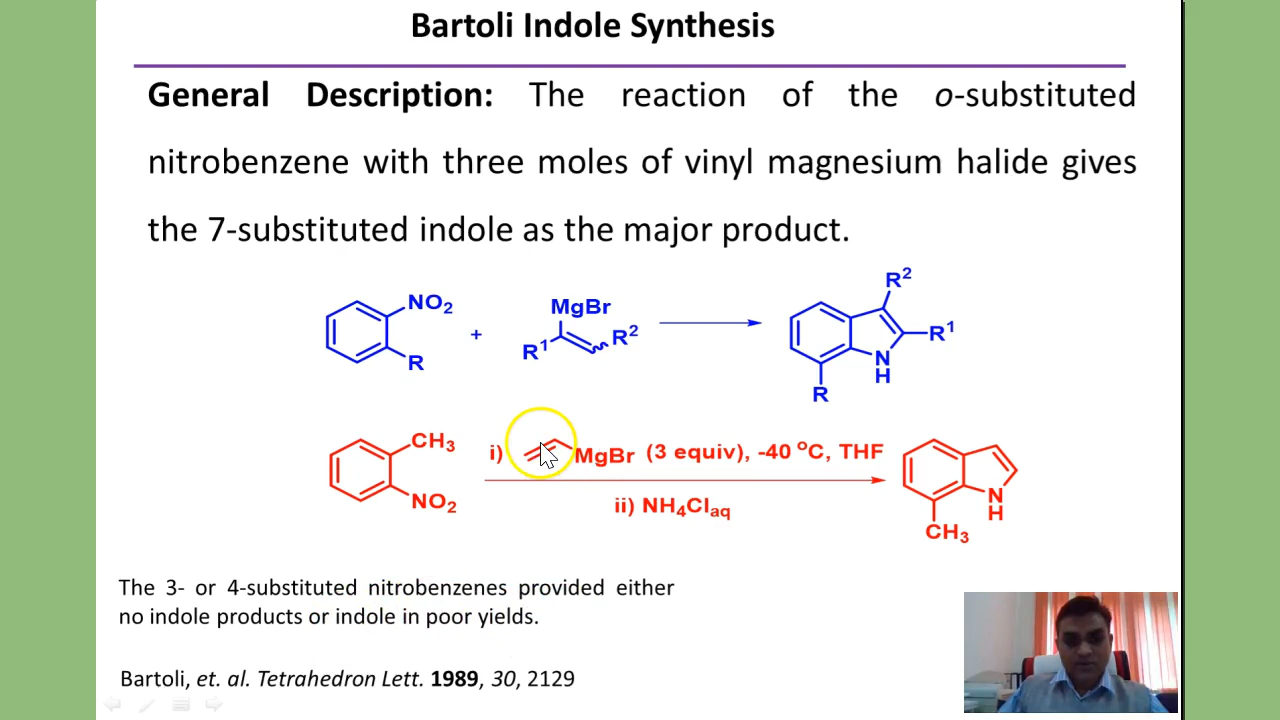 Bartoli Indole Synthesis
General Description: The reaction of the o-substituted
nitrobenzene with three moles of vinyl magnesium halide gives
the 7-substituted indole as the major product.
NO2
R
+
MgBr
R1
R2
R2
R1
N
H
R
CH3
NO2
i) MgBr (3 equiv), -40 oC, THF
ii) NH4Claq
N
H
CH3
The 3- or 4-substituted nitrobenzenes provided either
no indole products or indole in poor yields.
Bartoli, et. al. Tetrahedron Lett. 1989, 30, 2129